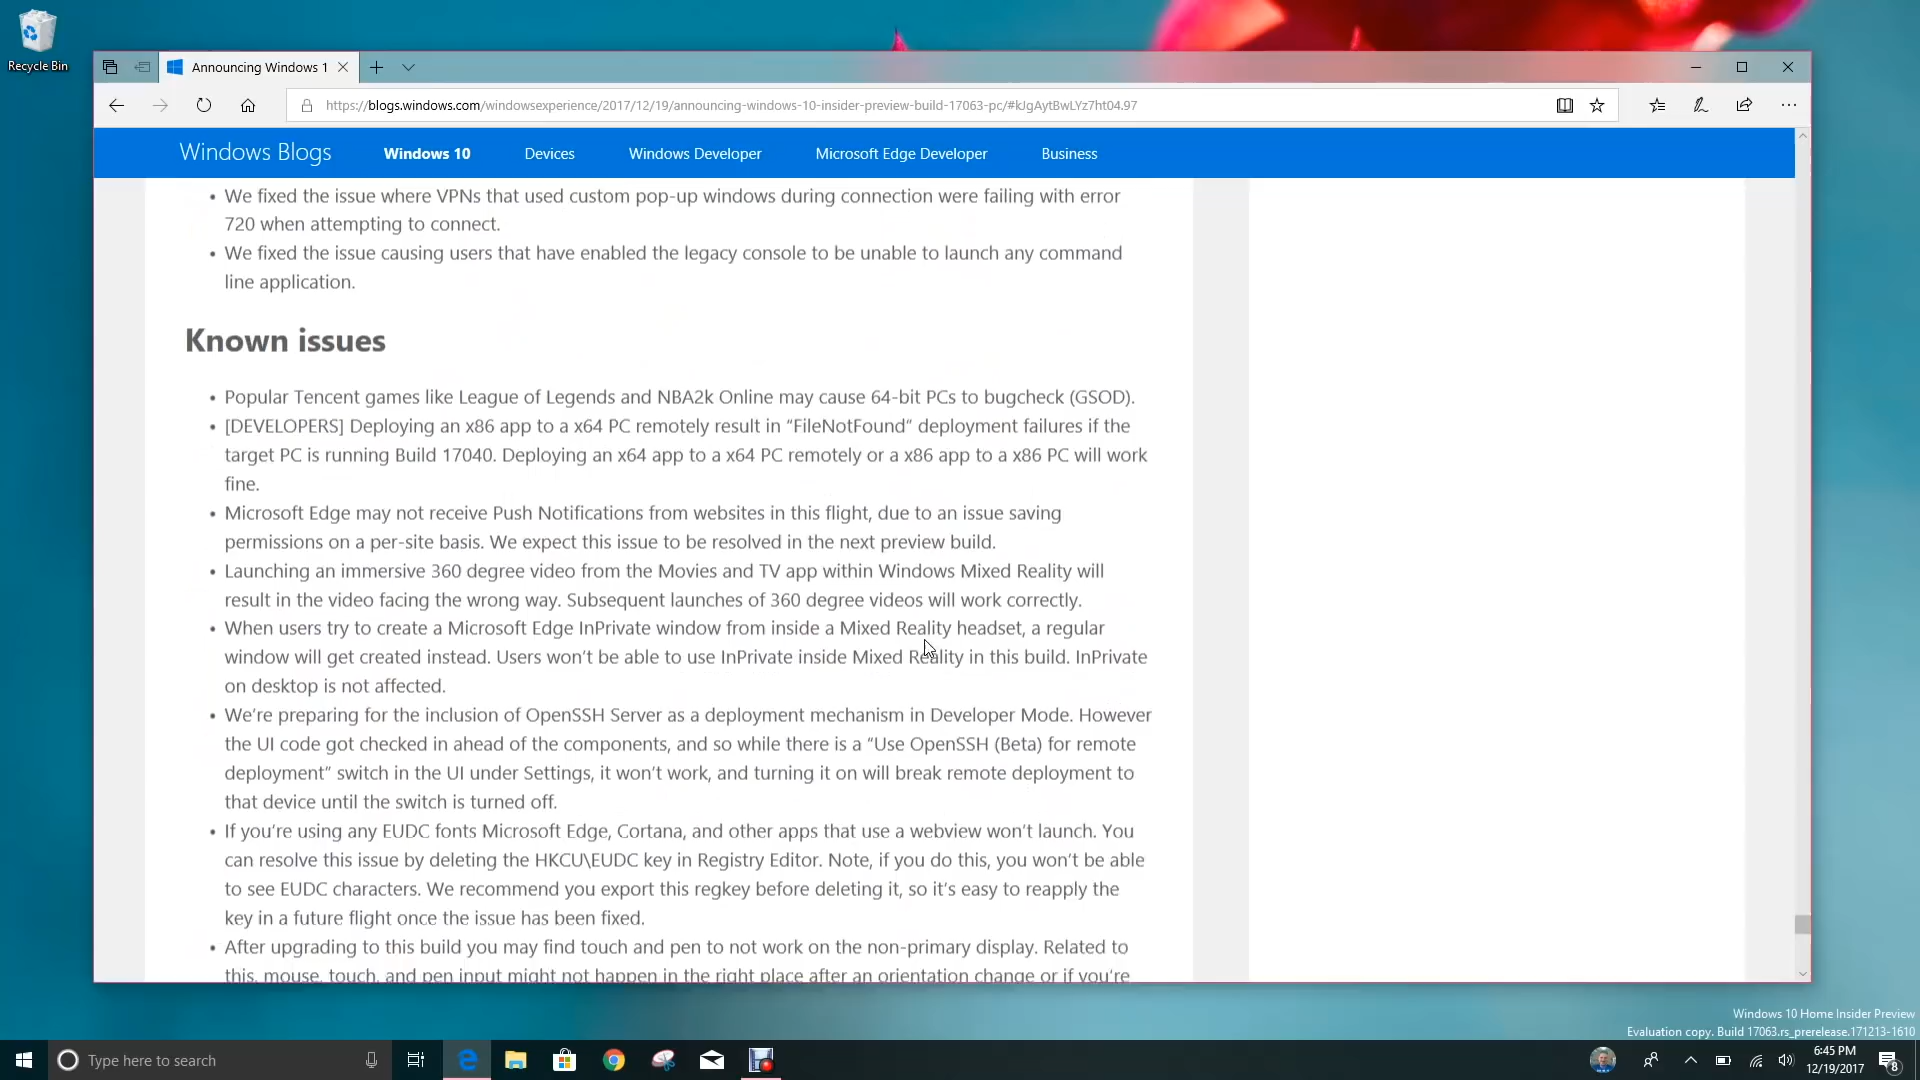 Recycle Bin
Announcing Windows 1
https://blogs.windows.com/windowsexperience/2017/12/19/announcing-windows-10-insider-preview-build-17063-pc/#kJgAytBwLYz7ht04.97
Windows Blogs Windows 10 Devices Windows Developer Microsoft Edge Developer Business
• We fixed the issue where VPNs that used custom pop-up windows during connection were failing with error
720 when attempting to connect.
• We fixed the issue causing users that have enabled the legacy console to be unable to launch any command
line application.
Known issues
• Popular Tencent games like League of Legends and NBA2k Online may cause 64-bit PCs to bugcheck (GSOD).
• [DEVELOPERS] Deploying an x86 app to a x64 PC remotely result in “FileNotFound” deployment failures if the
target PC is running Build 17040. Deploying an x64 app to a x64 PC remotely or a x86 app to a x86 PC will work
fine.
• Microsoft Edge may not receive Push Notifications from websites in this flight, due to an issue saving
permissions on a per-site basis. We expect this issue to be resolved in the next preview build.
• Launching an immersive 360 degree video from the Movies and TV app within Windows Mixed Reality will
result in the video facing the wrong way. Subsequent launches of 360 degree videos will work correctly.
• When users try to create a Microsoft Edge InPrivate window from inside a Mixed Reality headset, a regular
window will get created instead. Users won’t be able to use InPrivate inside Mixed Reality in this build. InPrivate
on desktop is not affected.
• We’re preparing for the inclusion of OpenSSH Server as a deployment mechanism in Developer Mode. However
the UI code got checked in ahead of the components, and so while there is a “Use OpenSSH (Beta) for remote
deployment” switch in the UI under Settings, it won’t work, and turning it on will break remote deployment to
that device until the switch is turned off.
• If you’re using any EUDC fonts Microsoft Edge, Cortana, and other apps that use a webview won’t launch. You
can resolve this issue by deleting the HKCU\EUDC key in Registry Editor. Note, if you do this, you won’t be able
to see EUDC characters. We recommend you export this regkey before deleting it, so it’s easy to reapply the
key in a future flight once the issue has been fixed.
• After upgrading to this build you may find touch and pen to not work on the non-primary display. Related to
this, mouse, touch, and pen input might not happen in the right place after an orientation change or if you’re
Windows 10 Home Insider Preview
Evaluation copy. Build 17063.rs_prerelease.171213-1610
Type here to search
6:45 PM
12/19/2017
8